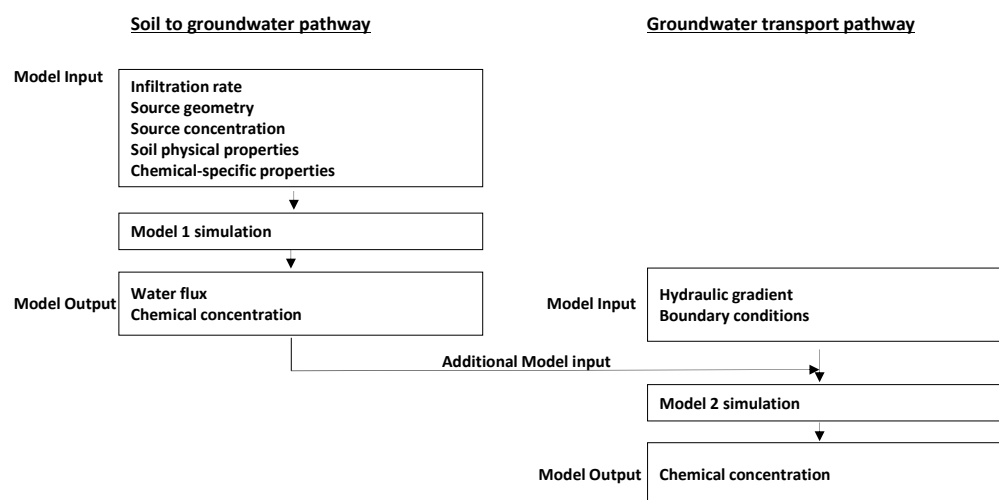 Soil to groundwater pathway
Groundwater transport pathway
Model Input
Infiltration rate
Source geometry
Source concentration
Soil physical properties
Chemical-specific properties
Model 1 simulation
Model Output
Water flux
Chemical concentration
Model Input
Hydraulic gradient
Boundary conditions
Additional Model input
Model 2 simulation
Model Output
Chemical concentration